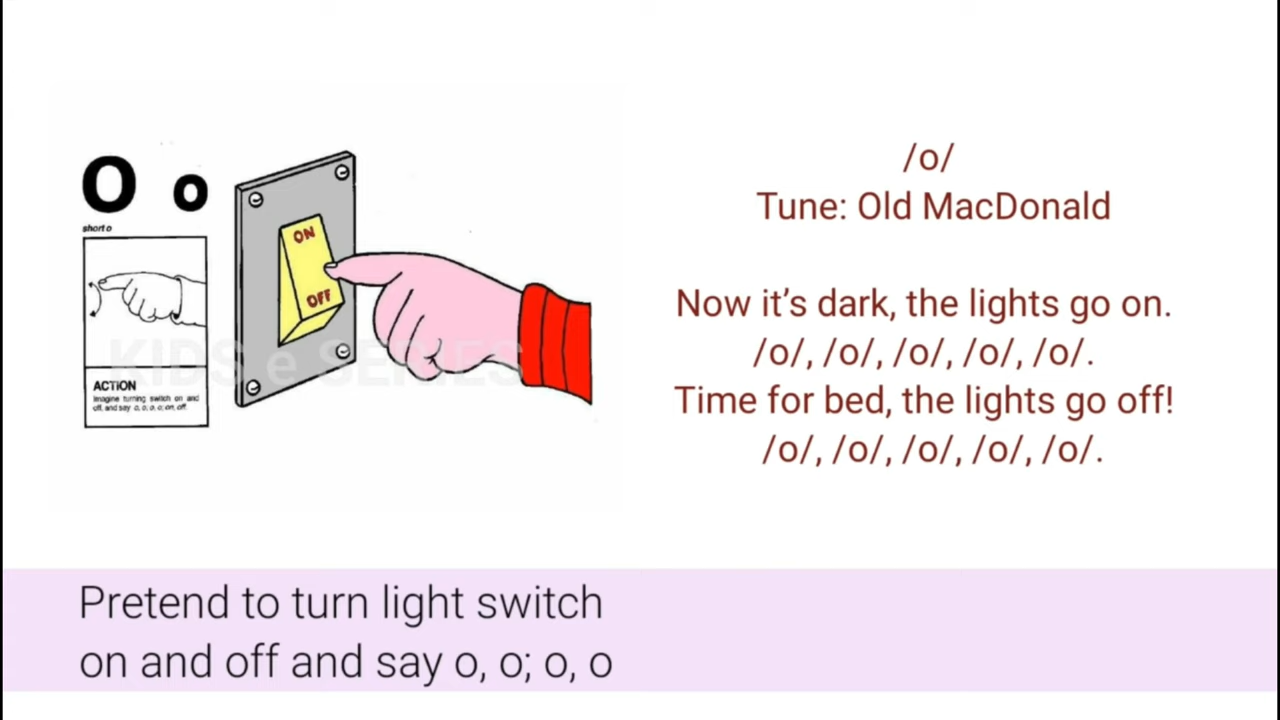 O o
short o
ON
OFF
KIDS e SERIES
ACTION
Imagine turning switch on and
off, and say o, o; o, o; on, off.
/o/
Tune: Old MacDonald
Now it's dark, the lights go on.
/o/, /o/, /o/, /o/, /o/.
Time for bed, the lights go off!
/o/, /o/, /o/, /o/, /o/.
Pretend to turn light switch
on and off and say o, o; o, o